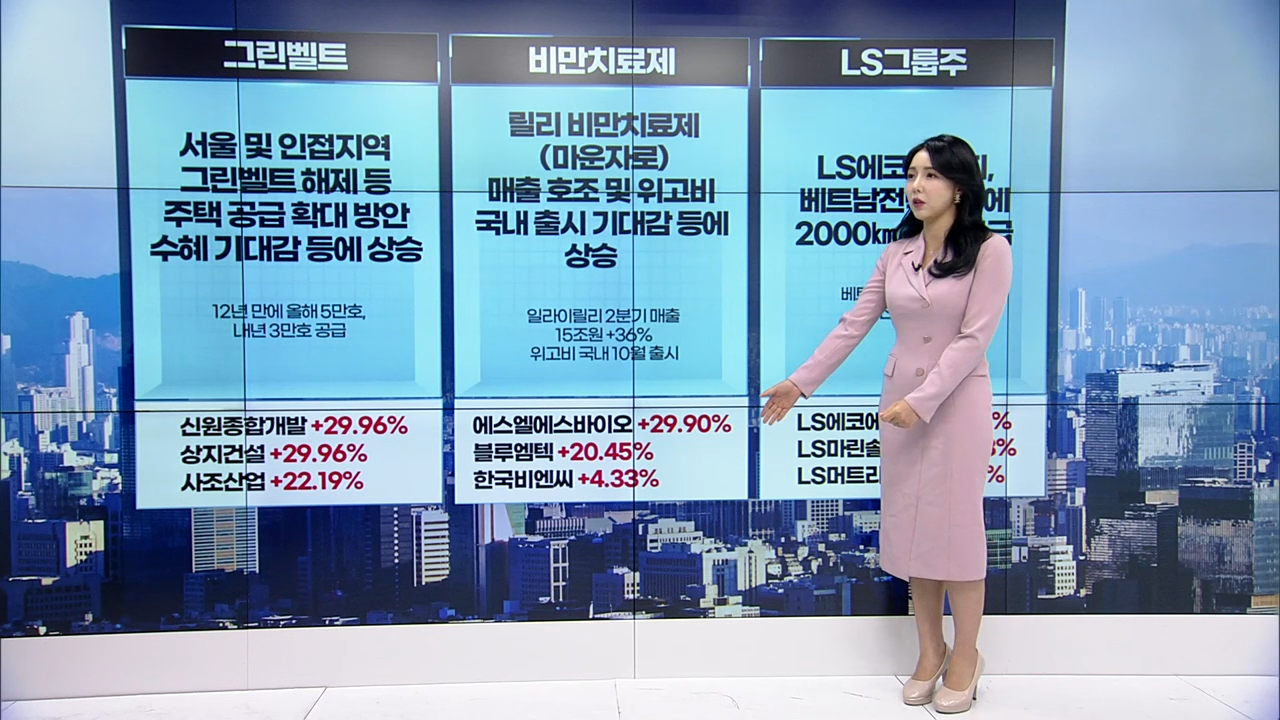 그린벨트
서울 및 인접지역
그린벨트 해제 등
주택 공급 확대 방안
수혜 기대감 등에 상승
12년 만에 올해 5만호,
내년 3만호 공급
신원종합개발 +29.96%
상지건설 +29.96%
사조산업 +22.19%
비만치료제
릴리 비만치료제
(마운자로)
매출 호조 및 위고비
국내 출시 기대감 등에
상승
일라이릴리 2분기 매출
15조원 +36%
위고비 국내 10월 출시
에스엘에스바이오 +29.90%
블루엠텍 +20.45%
한국비엔씨 +4.33%
LS그룹주
2000㎞